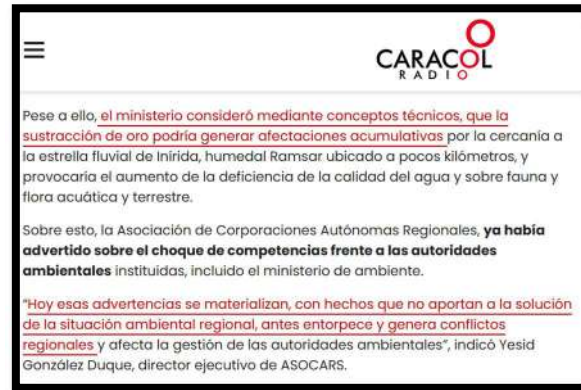 CARACOL
RADIO
Pese a ello, el ministerio consideró mediante conceptos técnicos, que la
sustracción de oro podría generar afectaciones acumulativas por la cercanía a
la estrella fluvial de Inírida, humedal Ramsar ubicado a pocos kilómetros, y
provocaría el aumento de la deficiencia de la calidad del agua y sobre fauna y
flora acuática y terrestre.
Sobre esto, la Asociación de Corporaciones Autónomas Regionales, ya había
advertido sobre el choque de competencias frente a las autoridades
ambientales instituidas, incluido el ministerio de ambiente.
“Hoy esas advertencias se materializan, con hechos que no aportan a la solución
de la situación ambiental regional, antes entorpece y genera conflictos
regionales y afecta la gestión de las autoridades ambientales”, indicó Yesid
González Duque, director ejecutivo de ASOCARS.